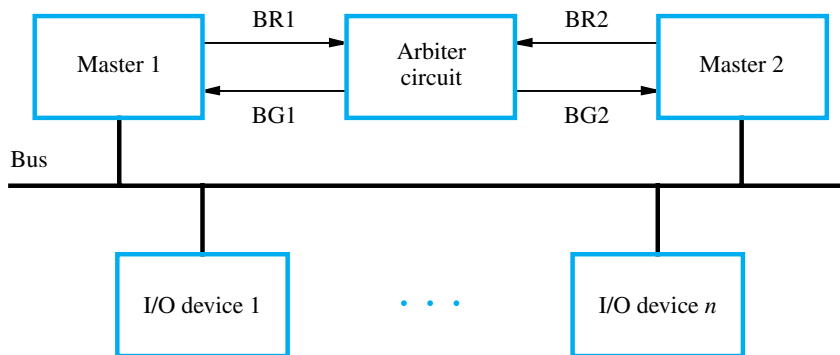 BR1
BR2
Master 1
Arbiter
circuit
Master 2
BG1
BG2
Bus
I/O device 1
. . .
I/O device n